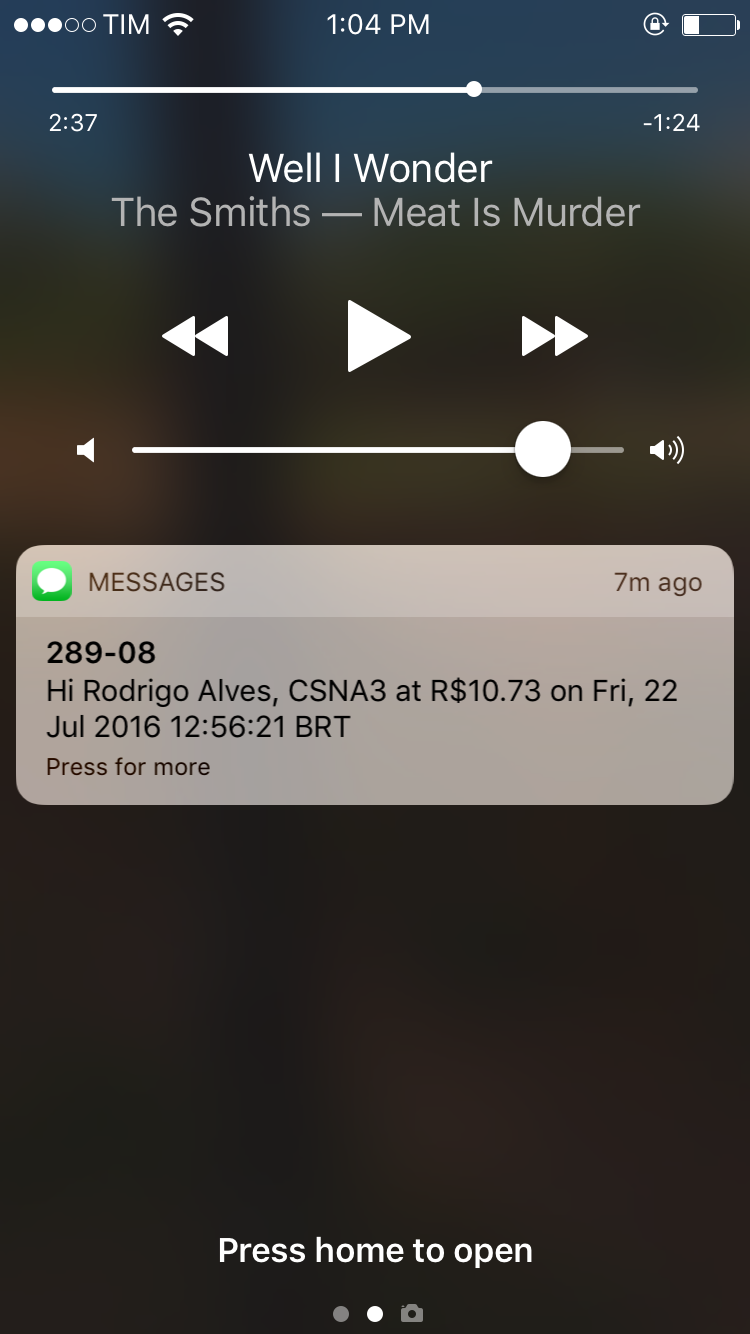 TIM 1:04 PM
2:37 -1:24
Well I Wonder
The Smiths — Meat Is Murder
MESSAGES 7m ago
289-08
Hi Rodrigo Alves, CSNA3 at R$10.73 on Fri, 22
Jul 2016 12:56:21 BRT
Press for more
Press home to open